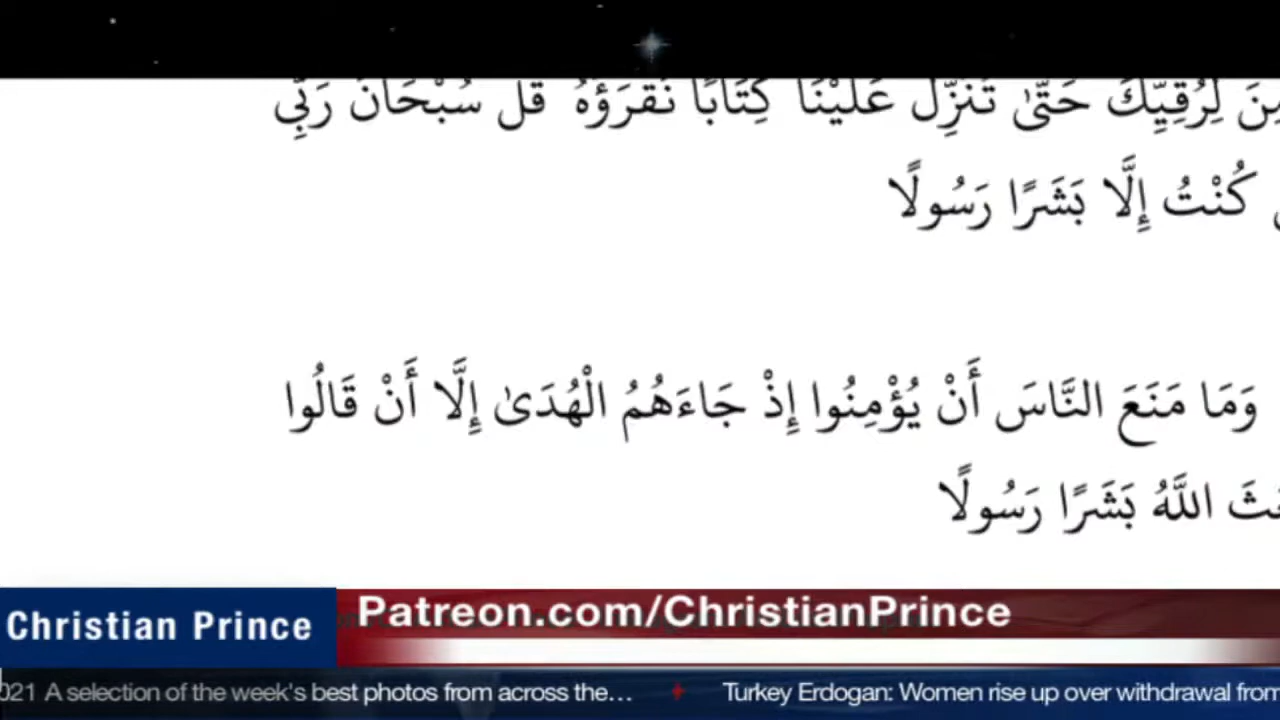 لِرُقِيِّكَ حَتَّىٰ تُنَزِّلَ عَلَيْنَا كِتَابًا نَقْرَؤُهُ قُلْ سُبْحَانَ رَبِّي
كُنْتُ إِلَّا بَشَرًا رَسُولًا
وَمَا مَنَعَ النَّاسَ أَنْ يُؤْمِنُوا إِذْ جَاءَهُمُ الْهُدَىٰ إِلَّا أَنْ قَالُوا
اللَّهُ بَشَرًا رَسُولًا
Patreon.com/ChristianPrince
Christian Prince
021 A selection of the week's best photos from across the... Turkey Erdogan: Women rise up over withdrawal from